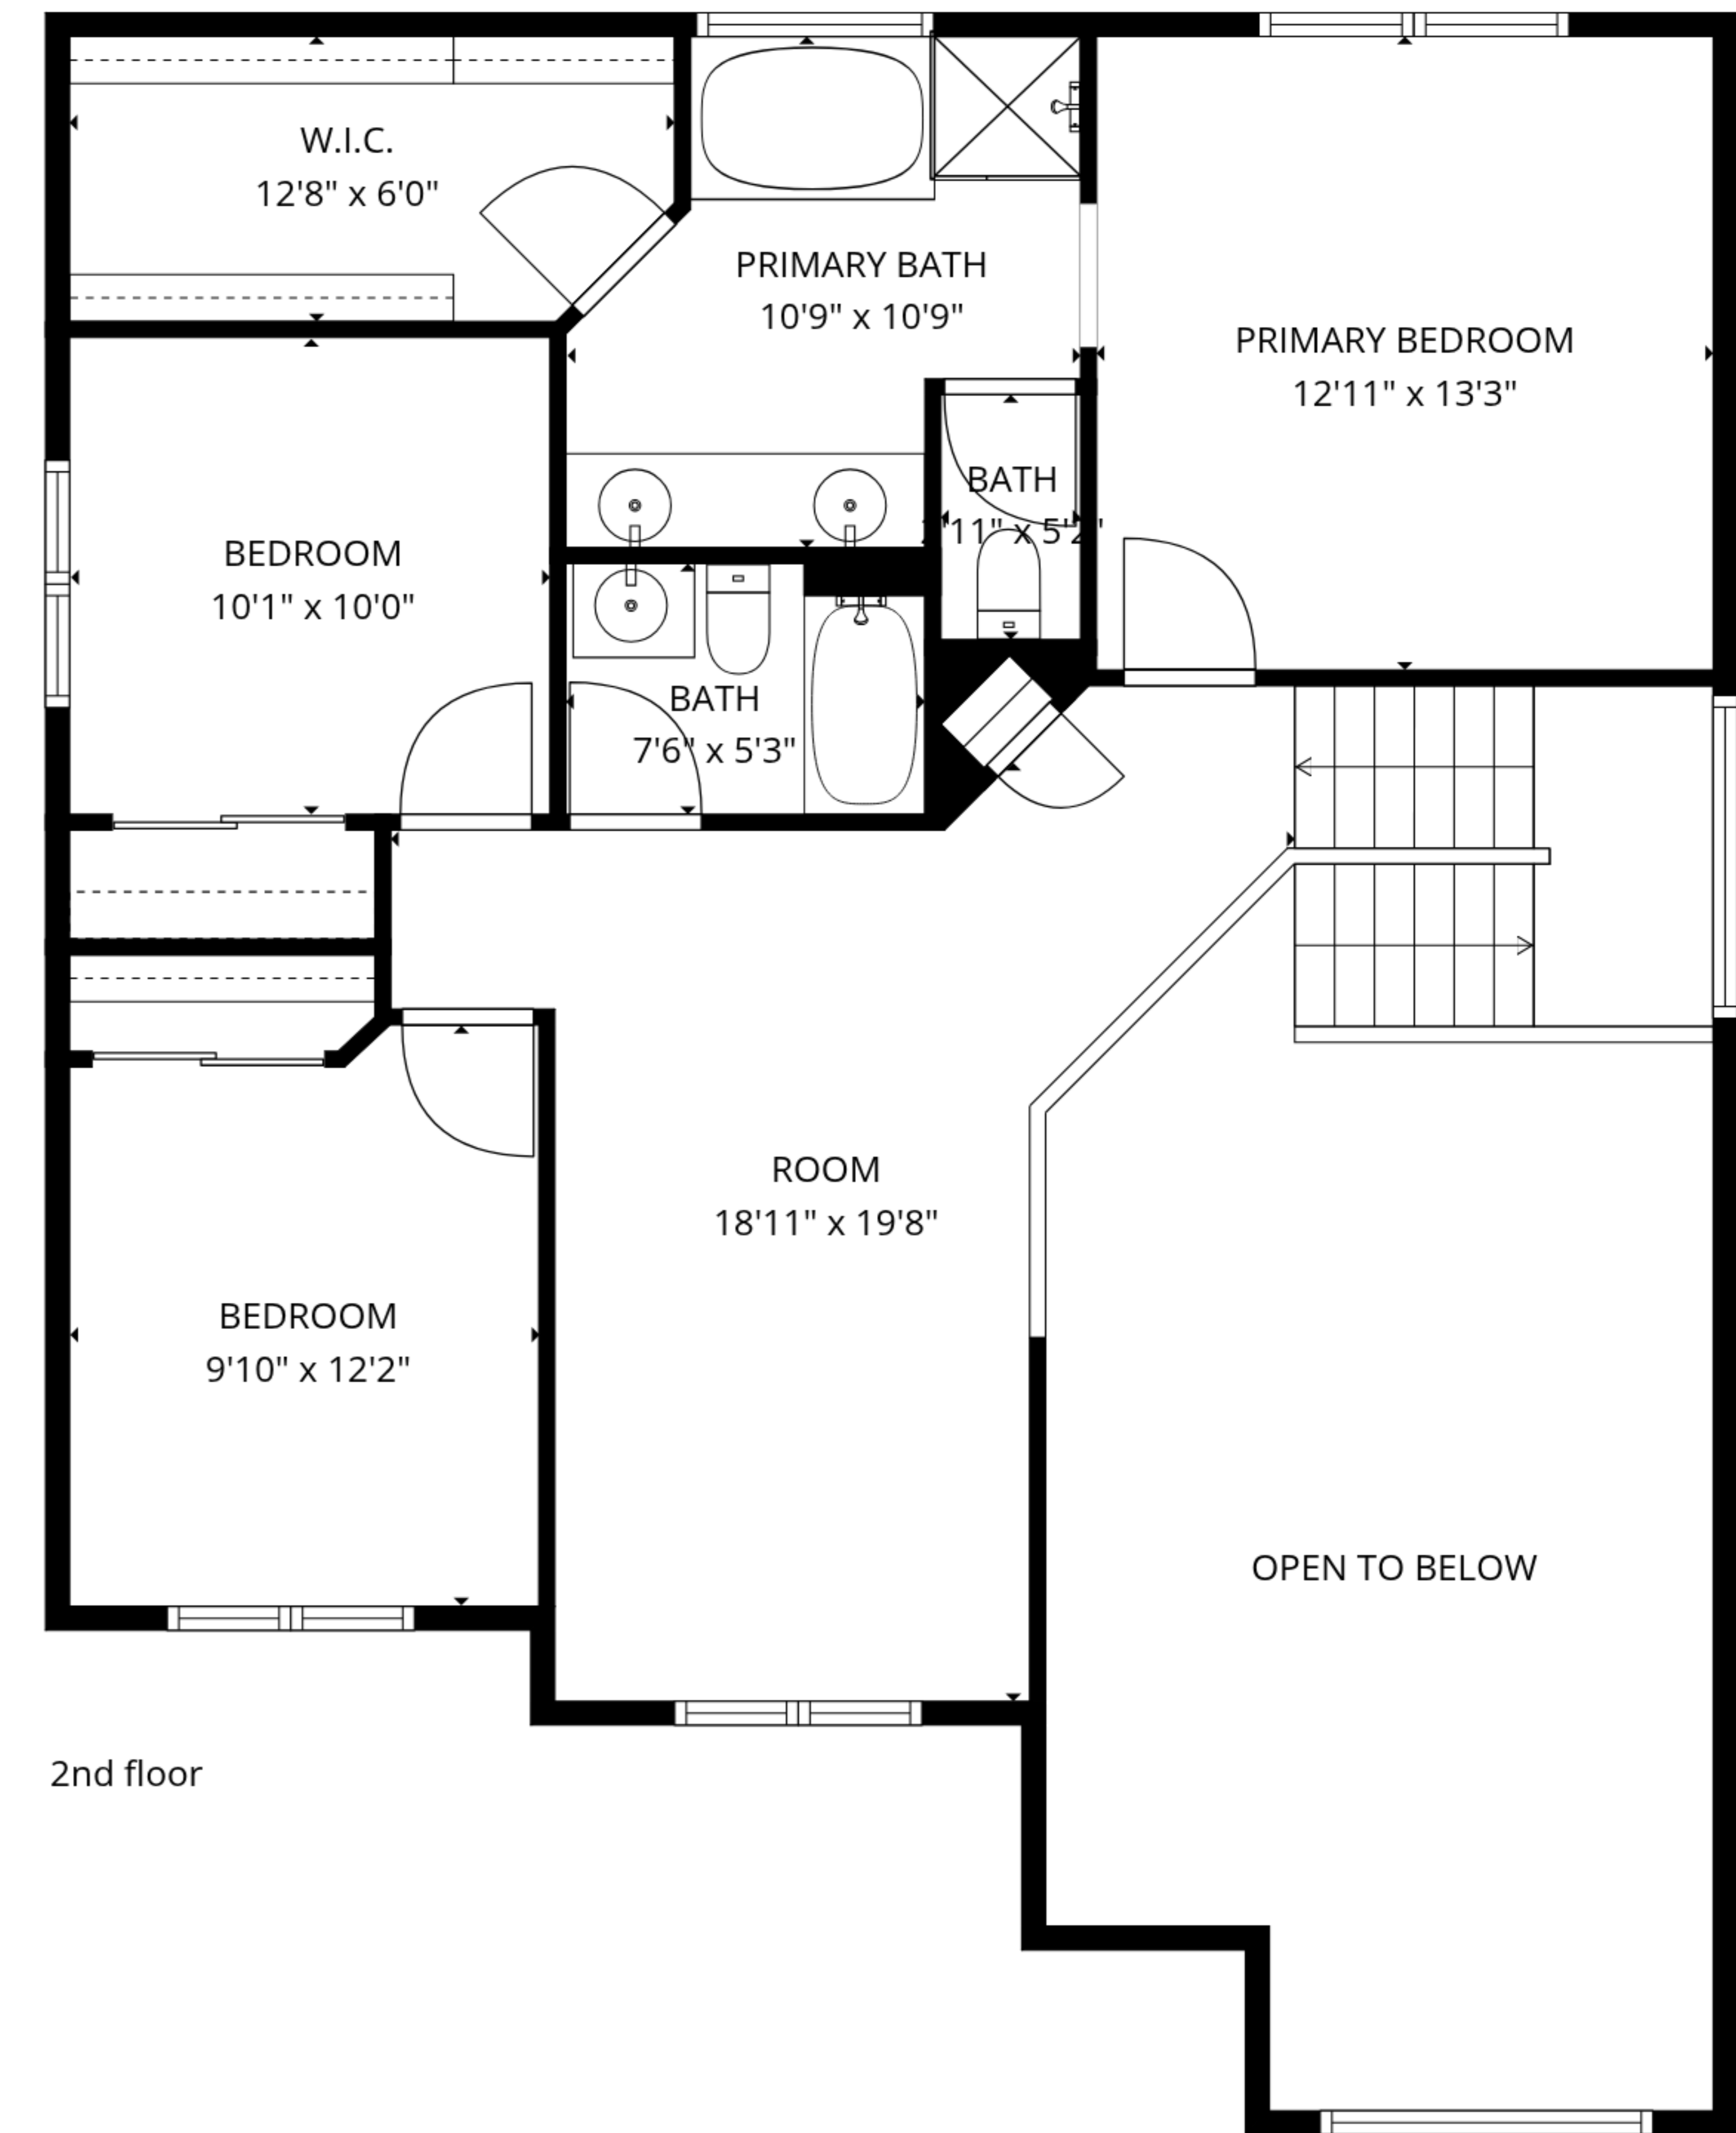 W.I.C.
12'8" x 6'0"
PRIMARY BATH
10'9" x 10'9"
PRIMARY BEDROOM
12'11" x 13'3"
BATH
BEDROOM
10'1" x 10'0"
BATH
7'6" x 5'3"
ROOM
18'11" x 19'8"
BEDROOM
9'10" x 12'2"
OPEN TO BELOW
2nd floor